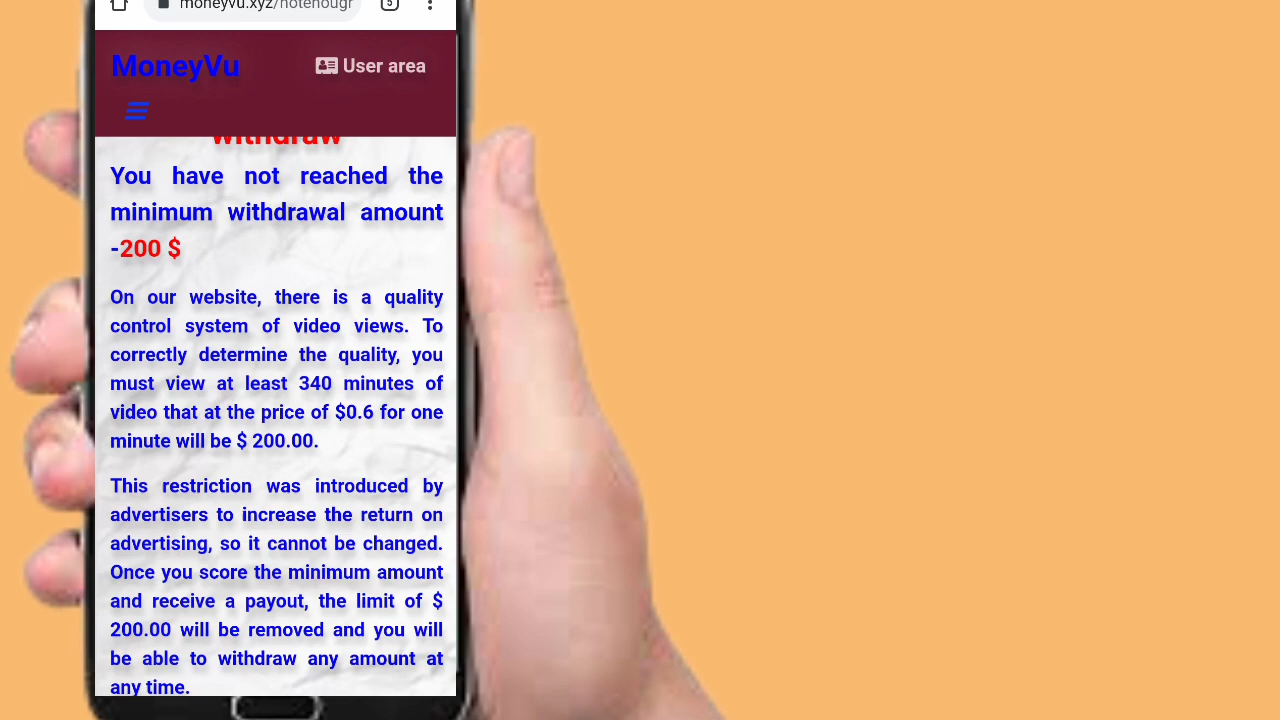 moneyvu.xyz/notenougr
5
MoneyVu
User area
withdraw
You have not reached the
minimum withdrawal amount
-200 $
On our website, there is a quality
control system of video views. To
correctly determine the quality, you
must view at least 340 minutes of
video that at the price of $0.6 for one
minute will be $ 200.00.
This restriction was introduced by
advertisers to increase the return on
advertising, so it cannot be changed.
Once you score the minimum amount
and receive a payout, the limit of $
200.00 will be removed and you will
be able to withdraw any amount at
any time.